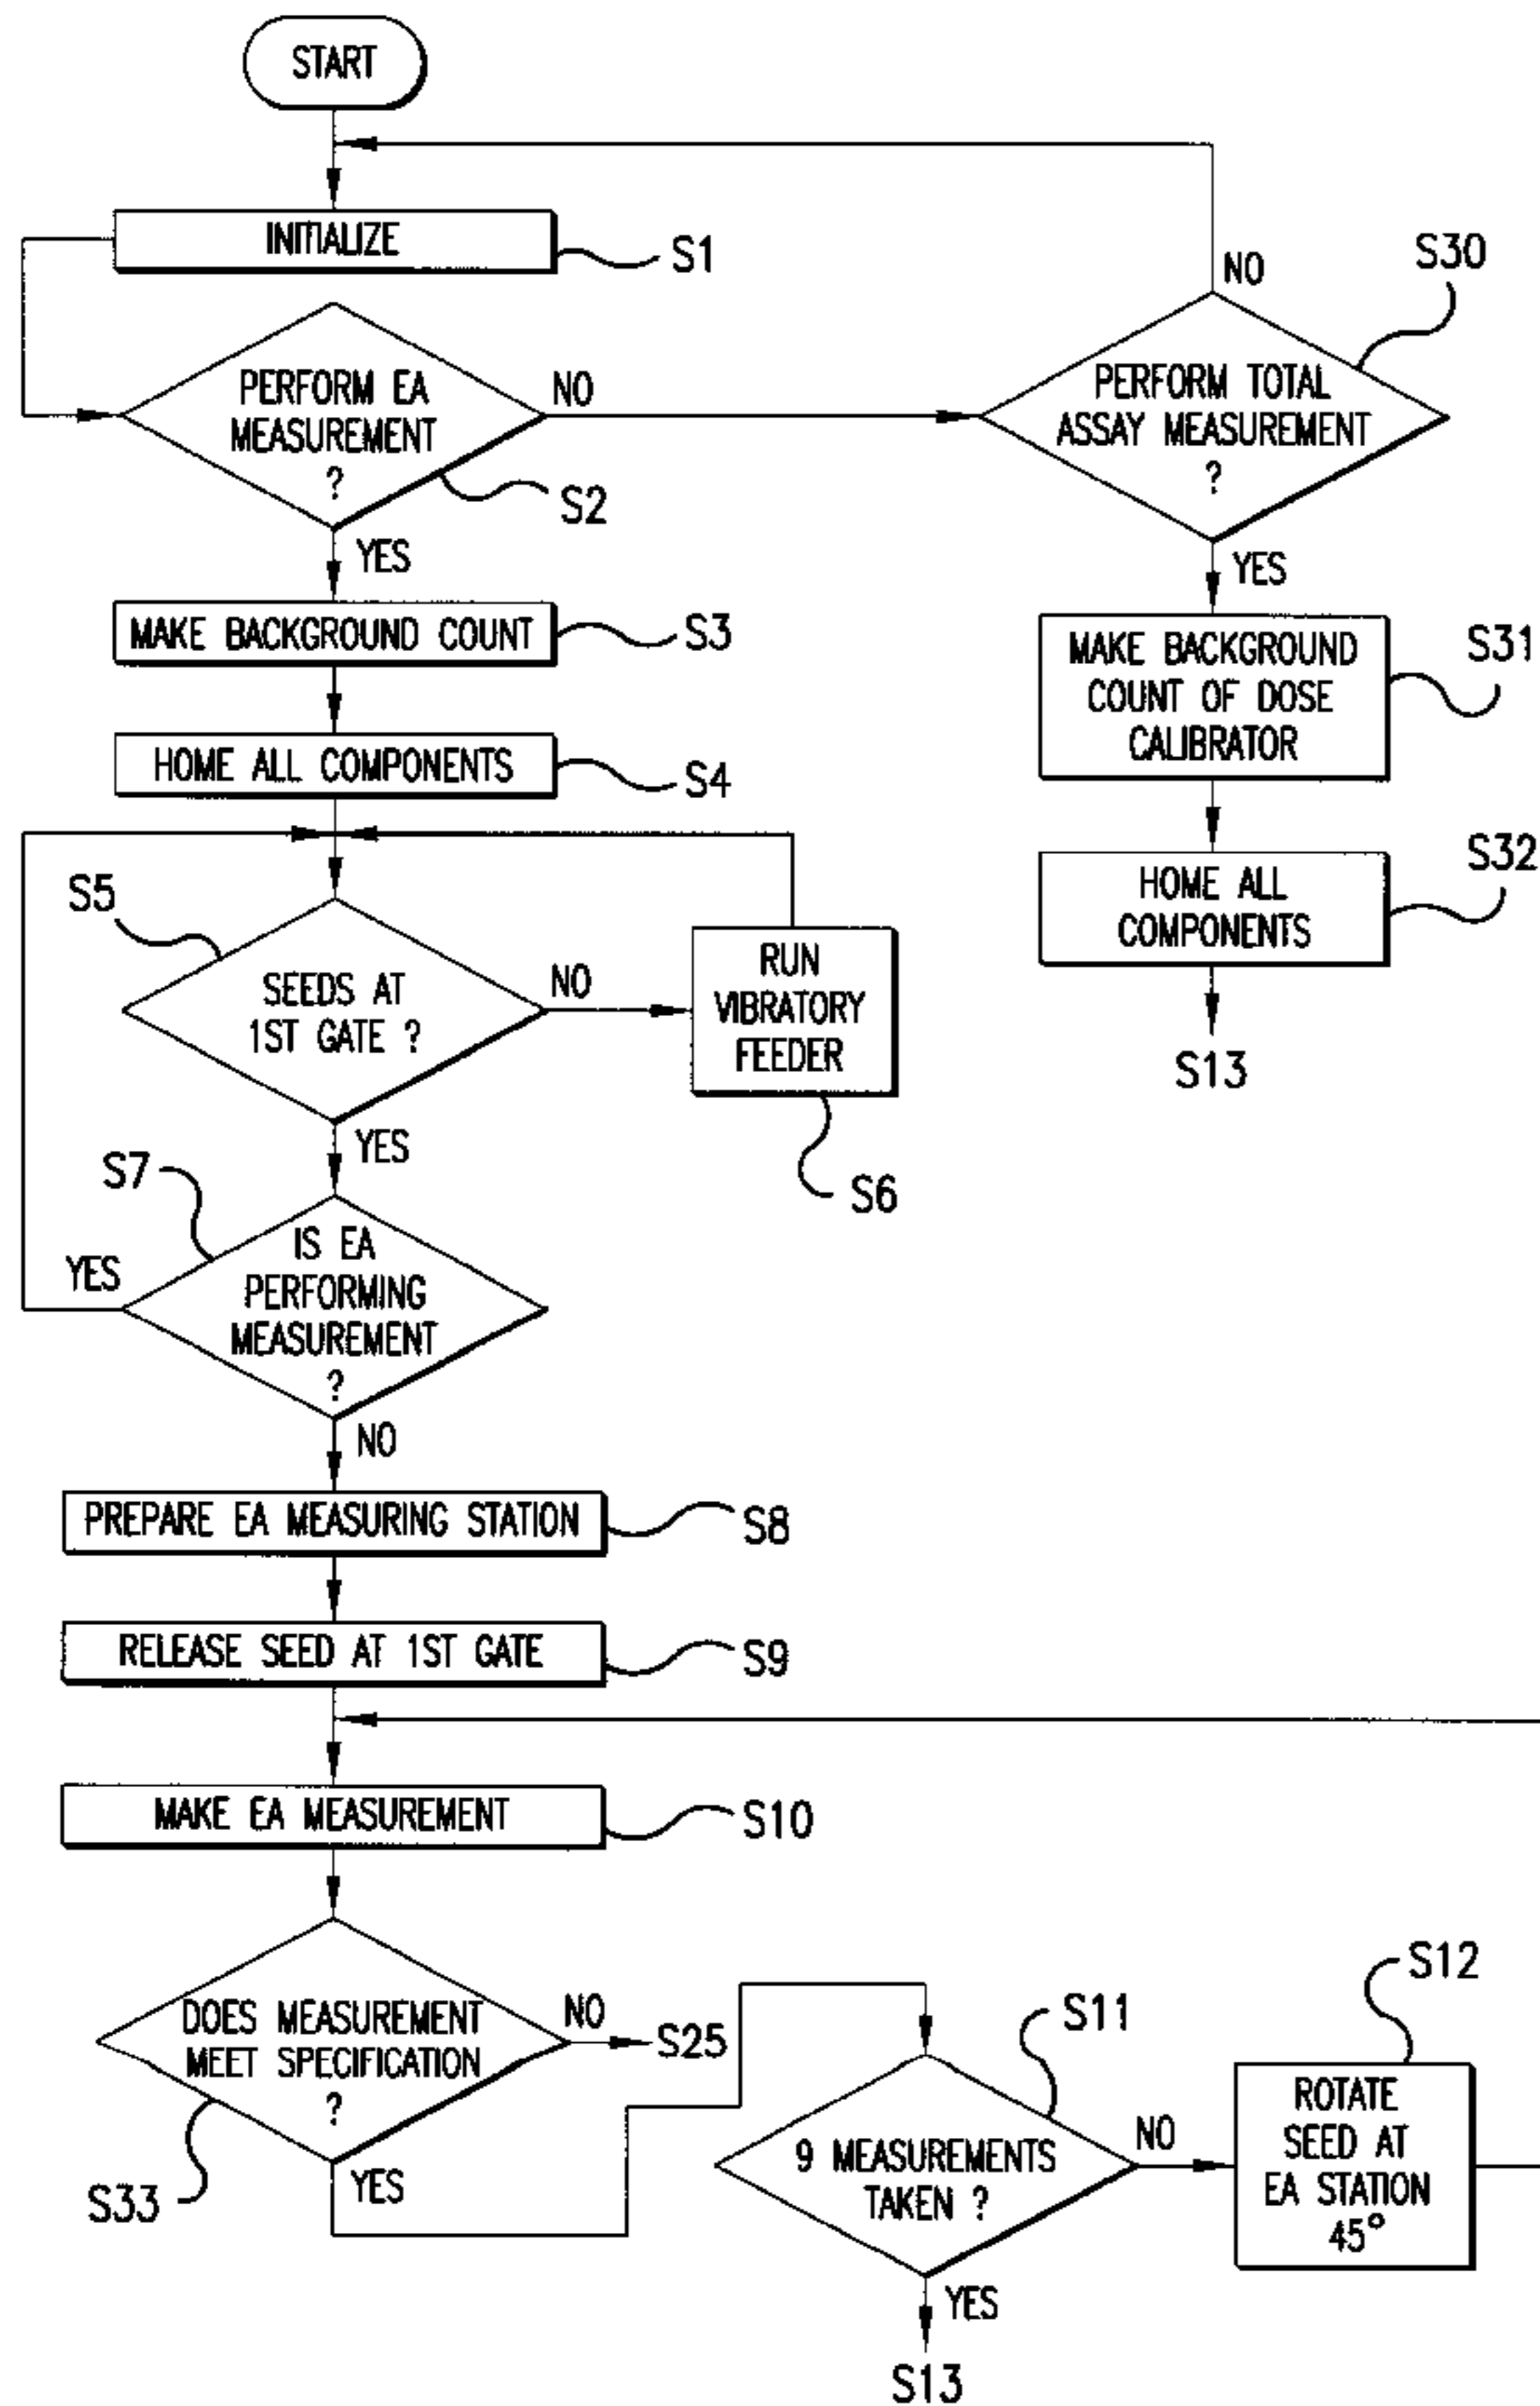 START
INITIALIZE
S1
PERFORM EA
MEASUREMENT
?
S2
NO
YES
PERFORM TOTAL
ASSAY MEASUREMENT
?
S30
NO
YES
MAKE BACKGROUND COUNT
S3
MAKE BACKGROUND
COUNT OF DOSE
CALIBRATOR
S31
HOME ALL COMPONENTS
S4
HOME ALL
COMPONENTS
S32
S13
S5
SEEDS AT
1ST GATE ?
NO
YES
RUN
VIBRATORY
FEEDER
S6
S7
IS EA
PERFORMING
MEASUREMENT
?
YES
NO
PREPARE EA MEASURING STATION
S8
RELEASE SEED AT 1ST GATE
S9
MAKE EA MEASUREMENT
S10
DOES MEASUREMENT
MEET SPECIFICATION
?
S33
NO
S25
YES
S11
9 MEASUREMENTS
TAKEN ?
NO
YES
S13
S12
ROTATE
SEED AT
EA STATION
45°